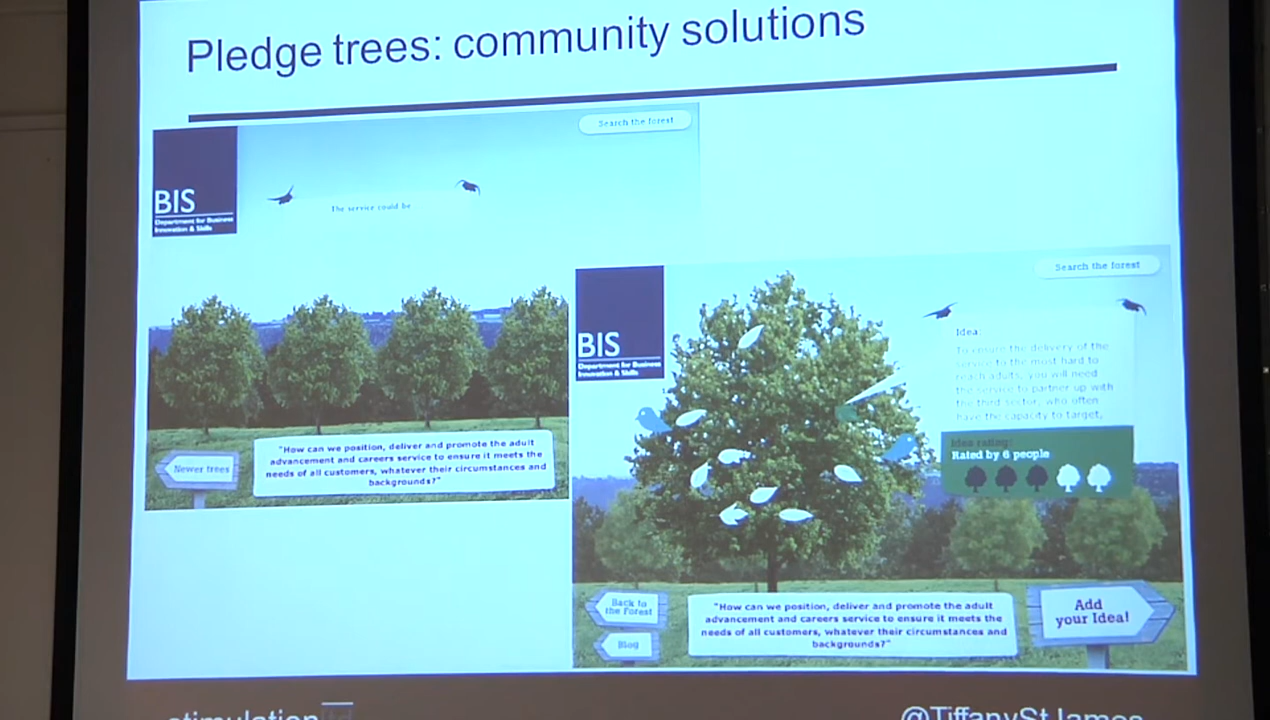 Pledge trees: community solutions
Search the forest
BIS
Department for Business
Innovation & Skills
The service could be
Newer trees
"How can we position, deliver and promote the adult
advancement and careers service to ensure it meets the
needs of all customers, whatever their circumstances and
backgrounds?"
Search the forest
BIS
Department for Business
Innovation & Skills
Idea:
To ensure the delivery of the
service to the most hard to
reach adults, you will need
the service to partner up with
the third sector, who often
have the capacity to target,
Idea rating:
Rated by 6 people
Back to
the Forest
Blog
"How can we position, deliver and promote the adult
advancement and careers service to ensure it meets the
needs of all customers, whatever their circumstances and
backgrounds?"
Add
your Idea!
stimulation
@TiffanyStJames